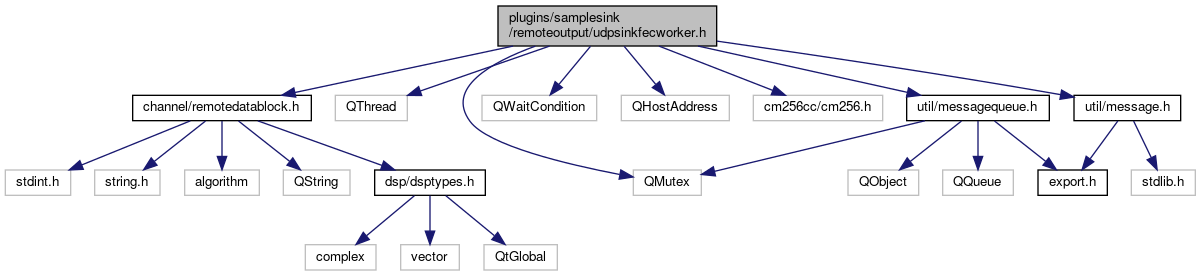 plugins/samplesink
/remoteoutput/udpsinkfecworker.h
channel/remotedatablock.h
QThread
QWaitCondition
QHostAddress
cm256cc/cm256.h
util/messagequeue.h
util/message.h
stdint.h
string.h
algorithm
QString
dsp/dsptypes.h
QMutex
QObject
QQueue
export.h
stdlib.h
complex
vector
QtGlobal